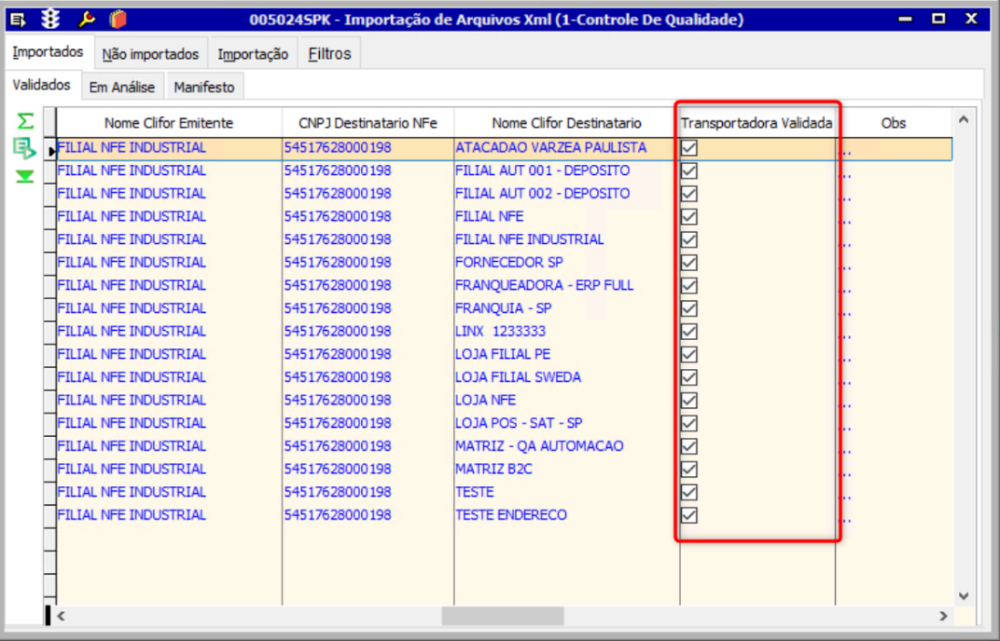 005024SPK - Importação de Arquivos Xml (1-Controle De Qualidade)
Importados Não importados Importação Filtros
Validados Em Análise Manifesto
Nome Clifor Emitente CNPJ Destinatario NFe Nome Clifor Destinatario Transportadora Validada Obs
FILIAL NFE INDUSTRIAL 54517628000198 ATACADAO VARZEA PAULISTA ...
FILIAL NFE INDUSTRIAL 54517628000198 FILIAL AUT 001 - DEPOSITO ...
FILIAL NFE INDUSTRIAL 54517628000198 FILIAL AUT 002 - DEPOSITO ...
FILIAL NFE INDUSTRIAL 54517628000198 FILIAL NFE ...
FILIAL NFE INDUSTRIAL 54517628000198 FILIAL NFE INDUSTRIAL ...
FILIAL NFE INDUSTRIAL 54517628000198 FORNECEDOR SP ...
FILIAL NFE INDUSTRIAL 54517628000198 FRANQUEADORA - ERP FULL ...
FILIAL NFE INDUSTRIAL 54517628000198 FRANQUIA - SP ...
FILIAL NFE INDUSTRIAL 54517628000198 LINX 1233333 ...
FILIAL NFE INDUSTRIAL 54517628000198 LOJA FILIAL PE ...
FILIAL NFE INDUSTRIAL 54517628000198 LOJA FILIAL SWEDA ...
FILIAL NFE INDUSTRIAL 54517628000198 LOJA NFE ...
FILIAL NFE INDUSTRIAL 54517628000198 LOJA POS - SAT - SP ...
FILIAL NFE INDUSTRIAL 54517628000198 MATRIZ - QA AUTOMACAO ...
FILIAL NFE INDUSTRIAL 54517628000198 MATRIZ B2C ...
FILIAL NFE INDUSTRIAL 54517628000198 TESTE ...
FILIAL NFE INDUSTRIAL 54517628000198 TESTE ENDERECO ...